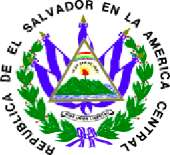 REPUBLICA DE EL SALVADOR EN LA AMERICA CENTRAL